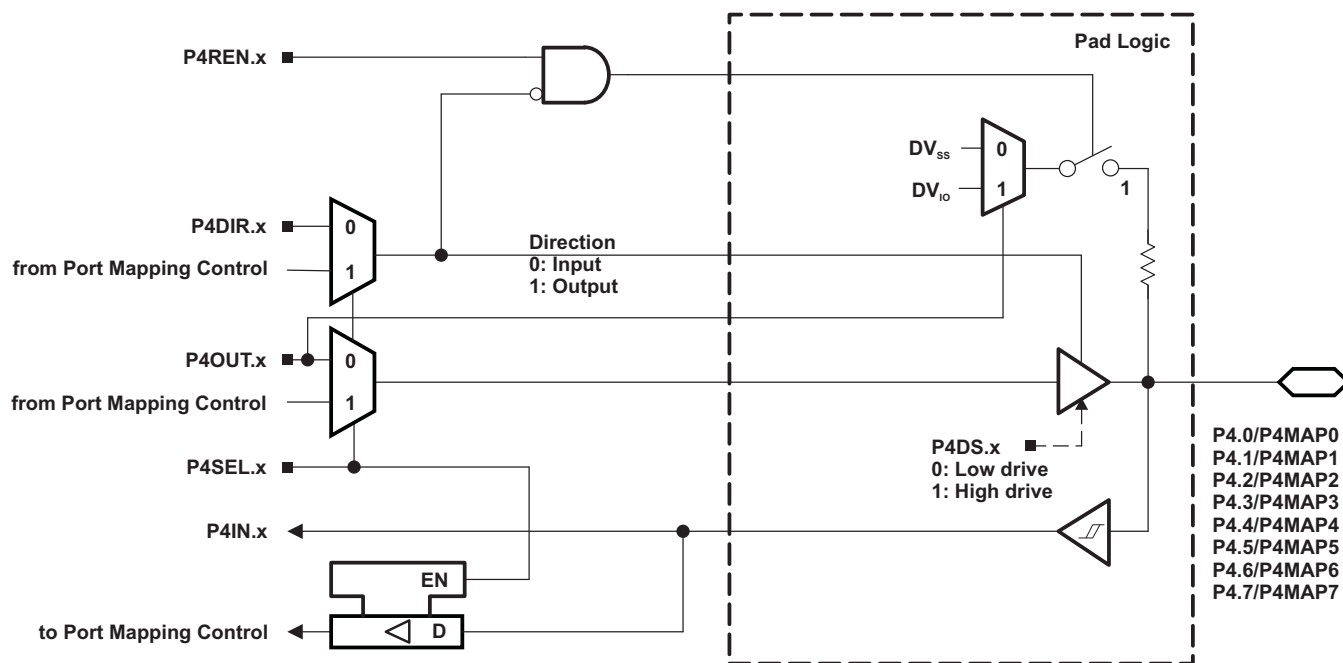 Pad Logic
P4REN.x
DVSS
0
DVIO
1
1
P4DIR.x
0
from Port Mapping Control
1
Direction
0: Input
1: Output
P4OUT.x
0
from Port Mapping Control
1
P4SEL.x
P4DS.x
0: Low drive
1: High drive
P4IN.x
EN
to Port Mapping Control
D
P4.0/P4MAP0
P4.1/P4MAP1
P4.2/P4MAP2
P4.3/P4MAP3
P4.4/P4MAP4
P4.5/P4MAP5
P4.6/P4MAP6
P4.7/P4MAP7